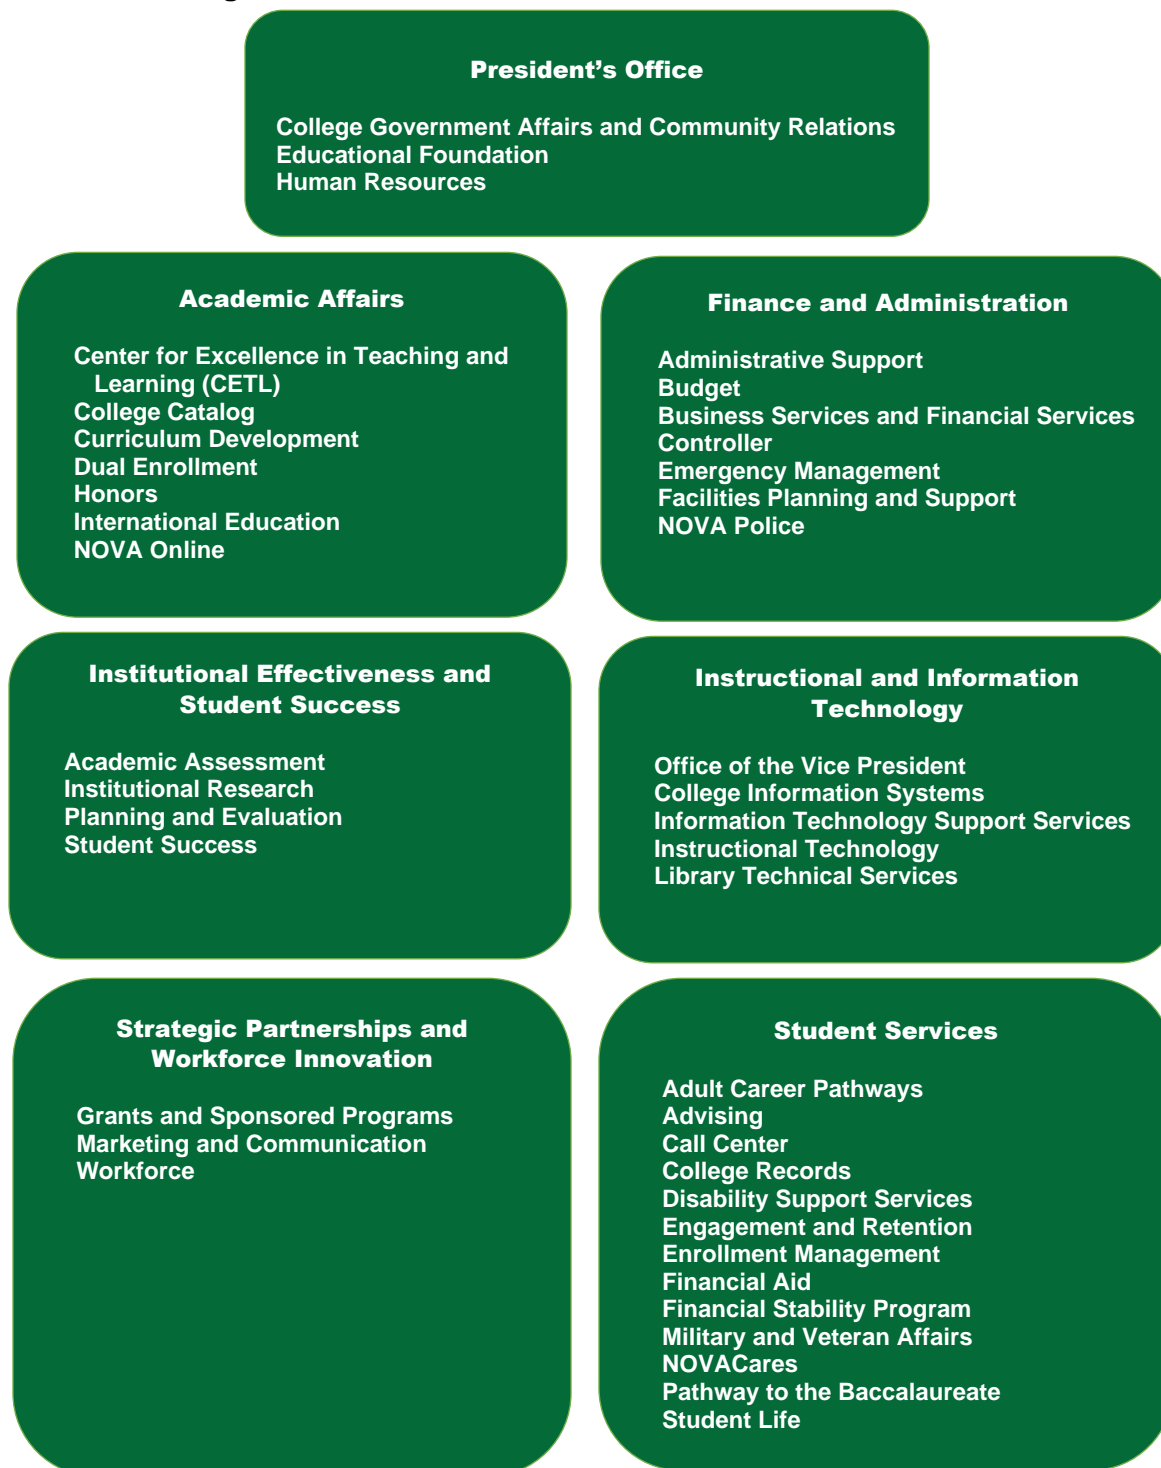 President’s Office
College Government Affairs and Community Relations
Educational Foundation
Human Resources
Academic Affairs
Center for Excellence in Teaching and
Learning (CETL)
College Catalog
Curriculum Development
Dual Enrollment
Honors
International Education
NOVA Online
Finance and Administration
Administrative Support
Budget
Business Services and Financial Services
Controller
Emergency Management
Facilities Planning and Support
NOVA Police
Institutional Effectiveness and
Student Success
Academic Assessment
Institutional Research
Planning and Evaluation
Student Success
Instructional and Information
Technology
Office of the Vice President
College Information Systems
Information Technology Support Services
Instructional Technology
Library Technical Services
Strategic Partnerships and
Workforce Innovation
Grants and Sponsored Programs
Marketing and Communication
Workforce
Student Services
Adult Career Pathways
Advising
Call Center
College Records
Disability Support Services
Engagement and Retention
Enrollment Management
Financial Aid
Financial Stability Program
Military and Veteran Affairs
NOVACares
Pathway to the Baccalaureate
Student Life